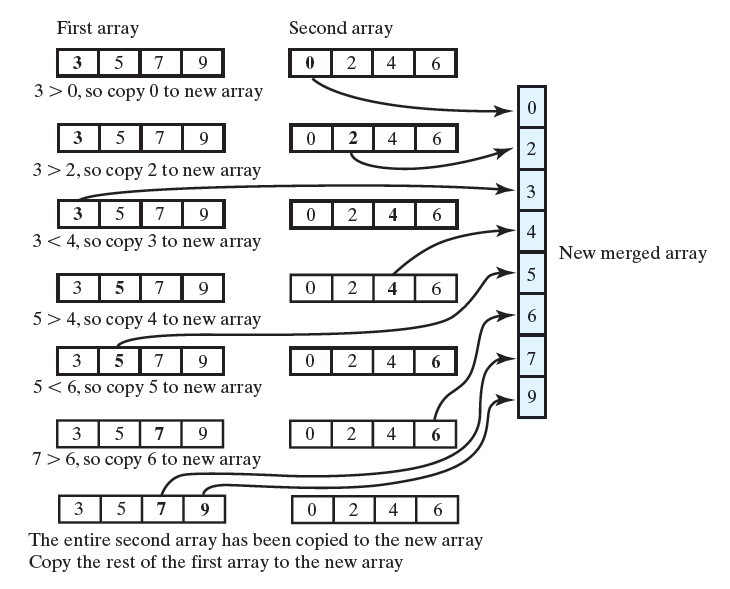 First array Second array
3 5 7 9 0 2 4 6
3 > 0, so copy 0 to new array
0
3 5 7 9 0 2 4 6
2
3 > 2, so copy 2 to new array
3
3 5 7 9 0 2 4 6
4
3 < 4, so copy 3 to new array
New merged array
5
3 5 7 9 0 2 4 6
5 > 4, so copy 4 to new array
6
3 5 7 9 0 2 4 6
7
5 < 6, so copy 5 to new array
9
3 5 7 9 0 2 4 6
7 > 6, so copy 6 to new array
3 5 7 9 0 2 4 6
The entire second array has been copied to the new array
Copy the rest of the first array to the new array